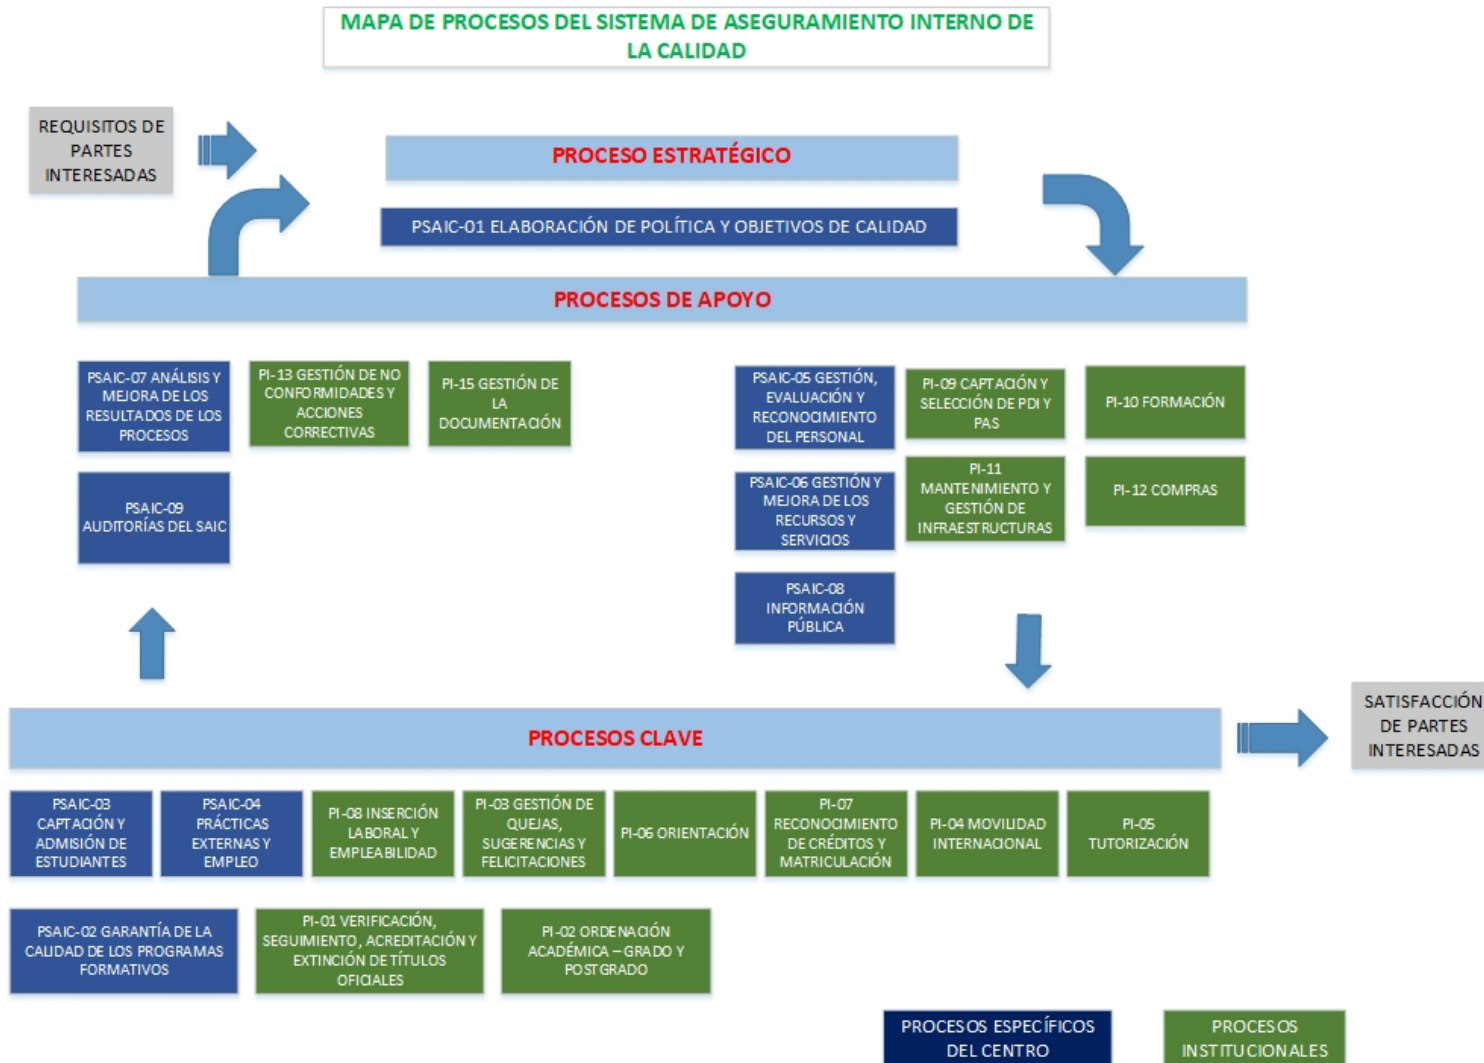 MAPA DE PROCESOS DEL SISTEMA DE ASEGURAMIENTO INTERNO DE
LA CALIDAD
REQUISITOS DE
PARTES
INTERESADAS
PROCESO ESTRATÉGICO
PSAIC-01 ELABORACIÓN DE POLÍTICA Y OBJETIVOS DE CALIDAD
PROCESOS DE APOYO
PSAIC-07 ANÁLISIS Y
MEJORA DE LOS
RESULTADOS DE LOS
PROCESOS
PI-13 GESTIÓN DE NO
CONFORMIDADES Y
ACCIONES
CORRECTIVAS
PI-15 GESTIÓN DE
LA
DOCUMENTACIÓN
PSAIC-05 GESTIÓN,
EVALUACIÓN Y
RECONOCIMIENTO
DEL PERSONAL
PI-09 CAPTACIÓN Y
SELECCIÓN DE PDI Y
PAS
PI-10 FORMACIÓN
PSAIC-09
AUDITORÍAS DEL SAIC
PSAIC-06 GESTIÓN Y
MEJORA DE LOS
RECURSOS Y
SERVICIOS
PI-11
MANTENIMIENTO Y
GESTIÓN DE
INFRAESTRUCTURAS
PI-12 COMPRAS
PSAIC-08
INFORMACIÓN
PÚBLICA
PROCESOS CLAVE
SATISFACCIÓN
DE PARTES
INTERESADAS
PSAIC-03
CAPTACIÓN Y
ADMISIÓN DE
ESTUDIANTES
PSAIC-04
PRÁCTICAS
EXTERNAS Y
EMPLEO
PI-08 INSERCIÓN
LABORAL Y
EMPLEABILIDAD
PI-03 GESTIÓN DE
QUEJAS,
SUGERENCIAS Y
FELICITACIONES
PI-06 ORIENTACIÓN
PI-07
RECONOCIMIENTO
DE CRÉDITOS Y
MATRICULACIÓN
PI-04 MOVILIDAD
INTERNACIONAL
PI-05
TUTORIZACIÓN
PSAIC-02 GARANTÍA DE LA
CALIDAD DE LOS PROGRAMAS
FORMATIVOS
PI-01 VERIFICACIÓN,
SEGUIMIENTO, ACREDITACIÓN Y
EXTINCIÓN DE TÍTULOS
OFICIALES
PI-02 ORDENACIÓN
ACADÉMICA – GRADO Y
POSTGRADO
PROCESOS ESPECÍFICOS
DEL CENTRO
PROCESOS
INSTITUCIONALES